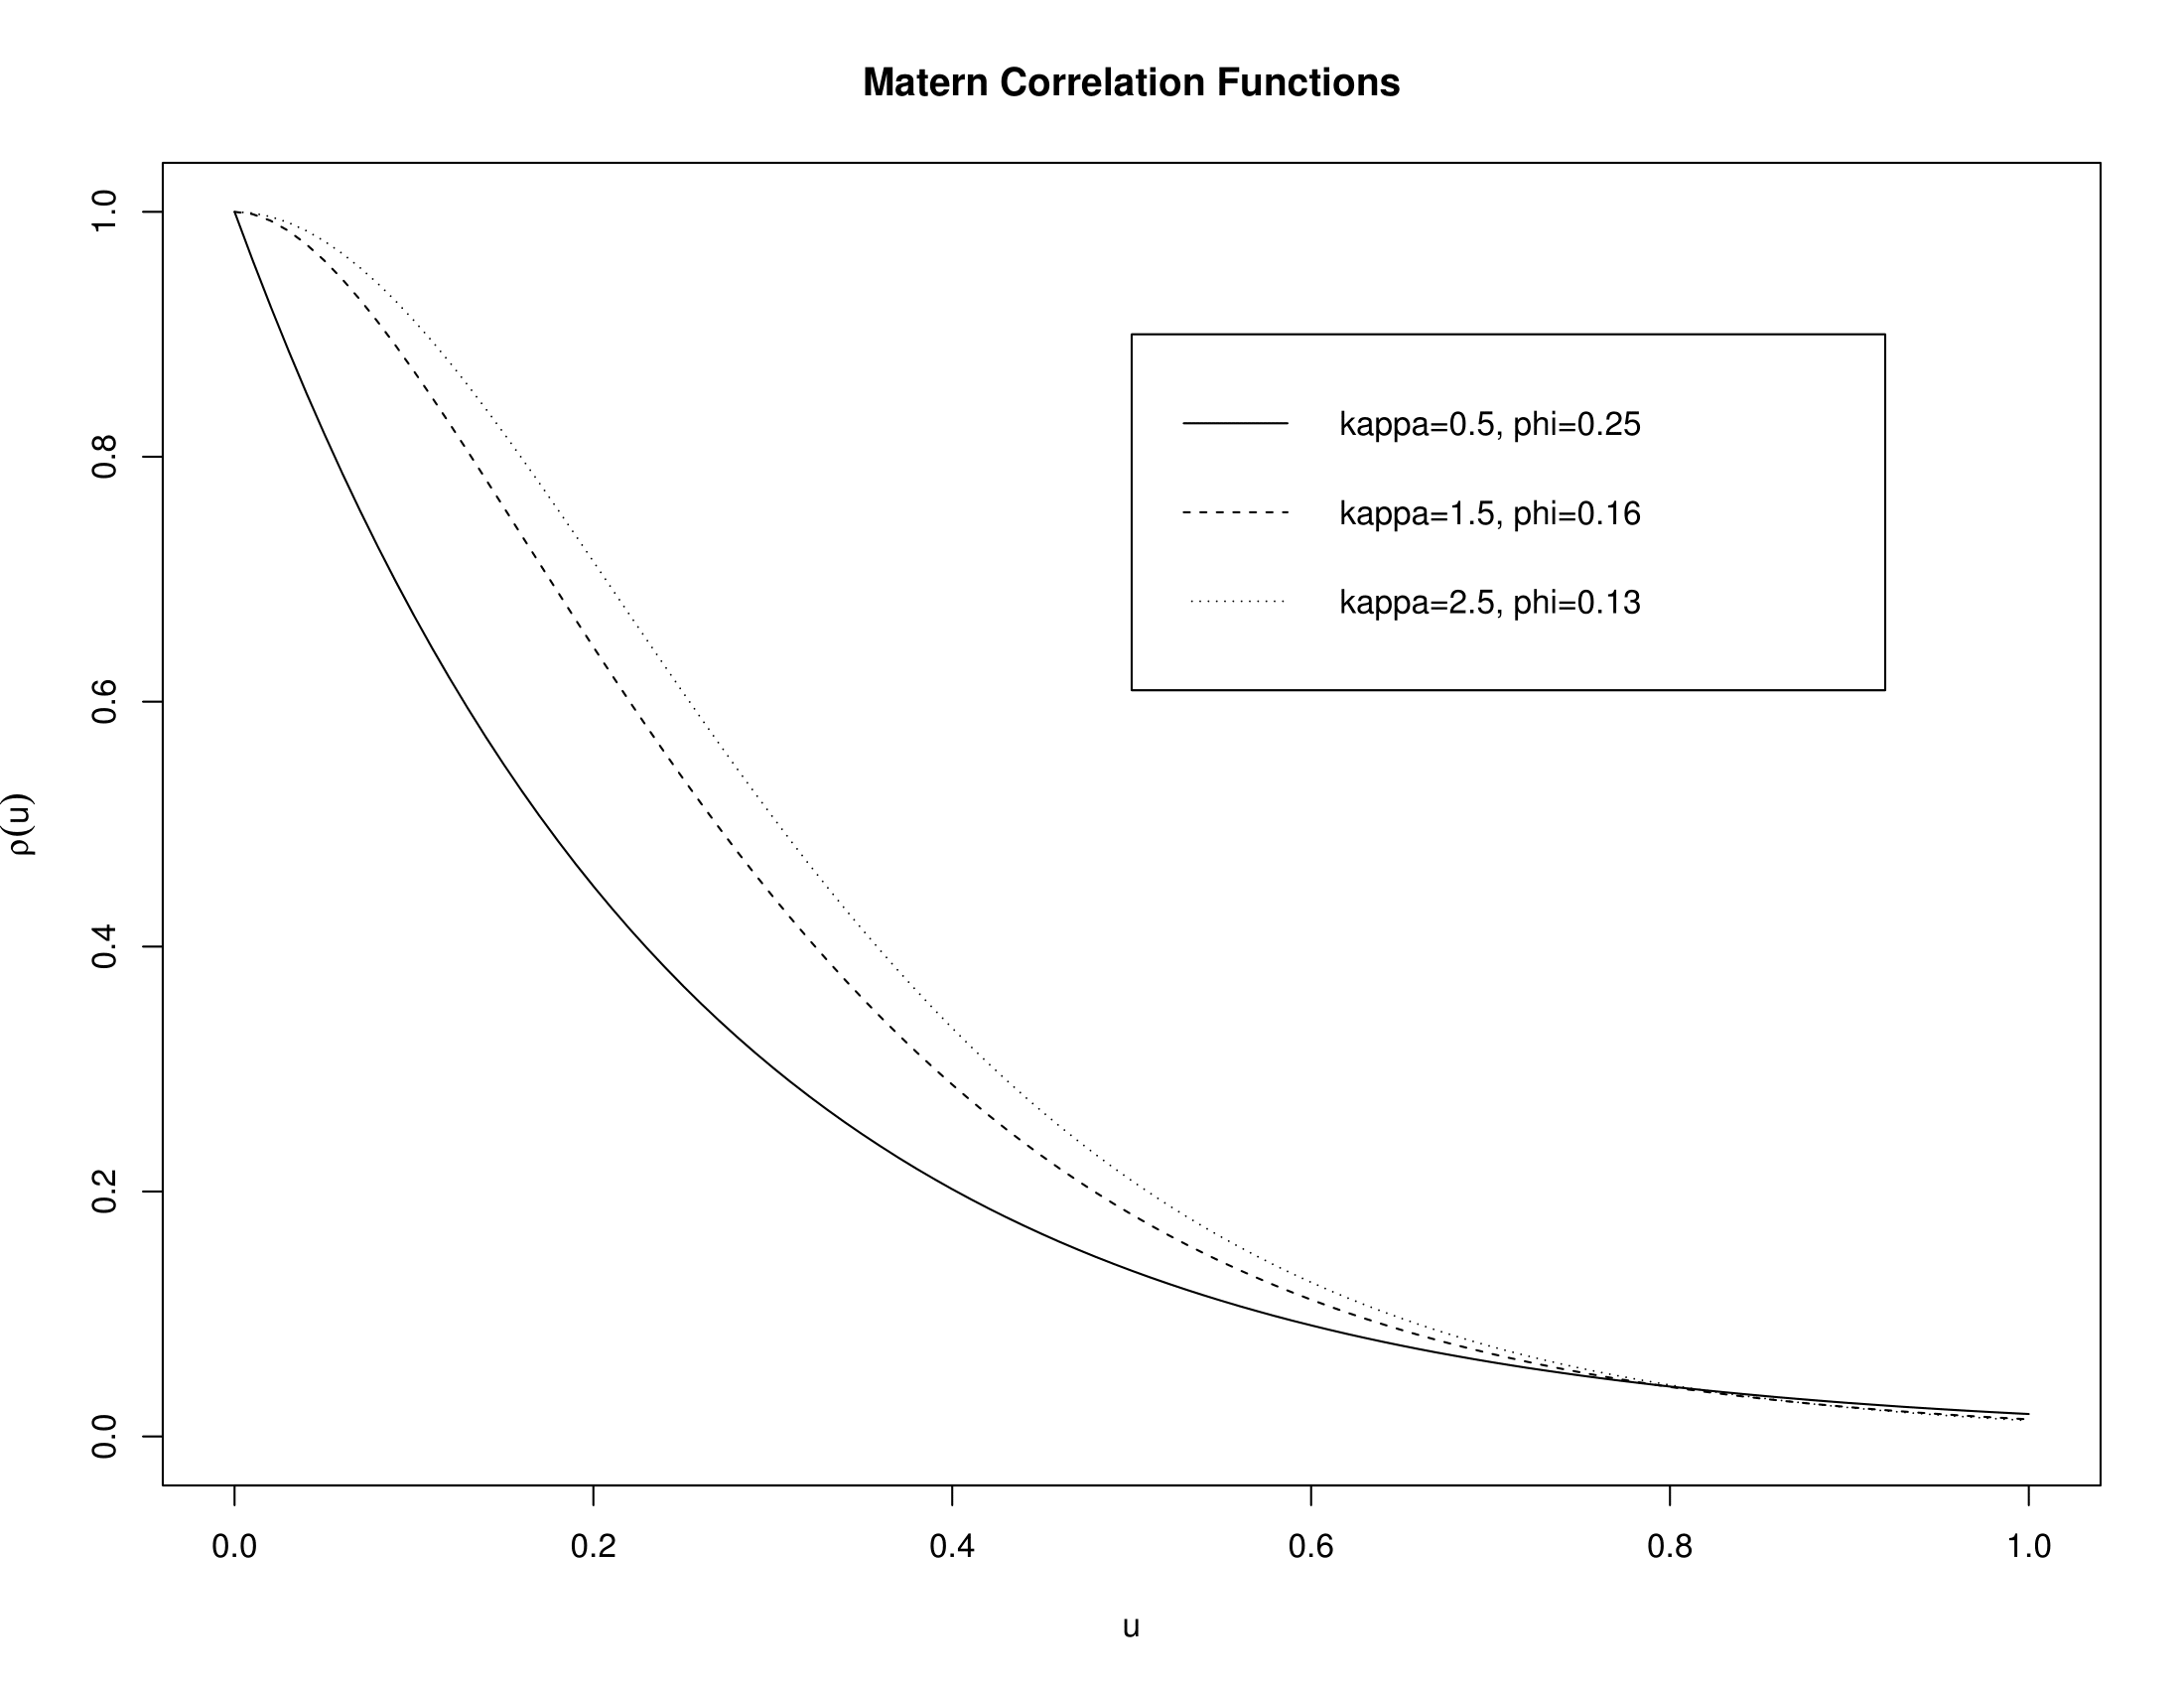 Matern Correlation Functions
1.0
0.8
0.6
0.4
0.2
0.0
ρ(u)
kappa=0.5, phi=0.25
kappa=1.5, phi=0.16
kappa=2.5, phi=0.13
0.0 0.2 0.4 0.6 0.8 1.0
u